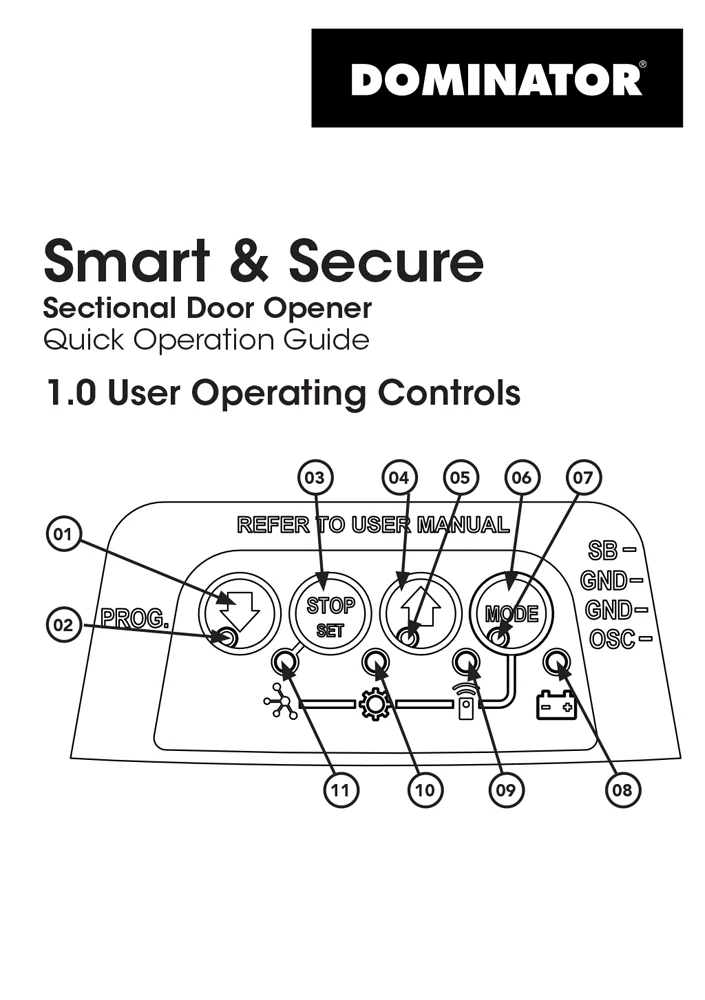 DOMINATOR®
Smart & Secure
Sectional Door Opener
Quick Operation Guide
1.0 User Operating Controls
03 04 05 06 07
01
REFER TO USER MANUAL
SB –
GND–
STOP
SET
MODE
GND–
02
PROG.
OSC –
11 10 09 08